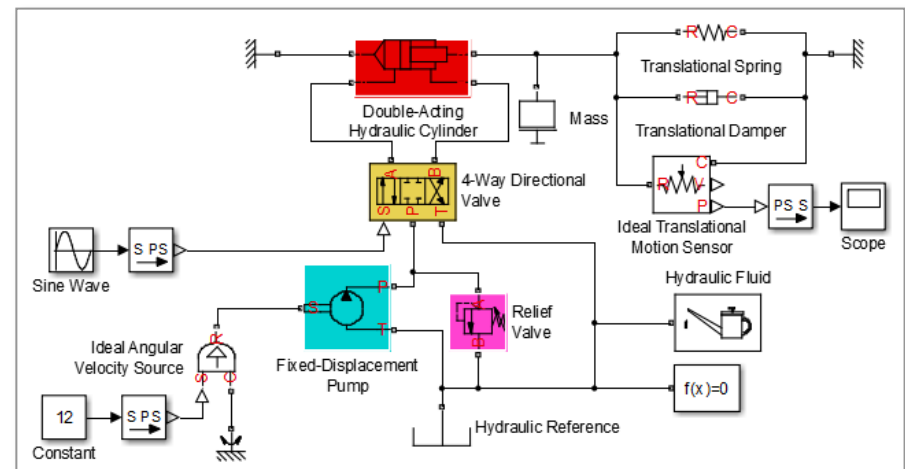 R C
Translational Spring
Double-Acting
Hydraulic Cylinder
Mass
R C
Translational Damper
A B
S P T
4-Way Directional
Valve
C
R V
P
Ideal Translational
Motion Sensor
PS S
Scope
Sine Wave
S PS
Hydraulic Fluid
S P
T
Fixed-Displacement
Pump
A
B
Relief
Valve
Ideal Angular
Velocity Source
R
S C
12
Constant
S PS
f(x)=0
Hydraulic Reference